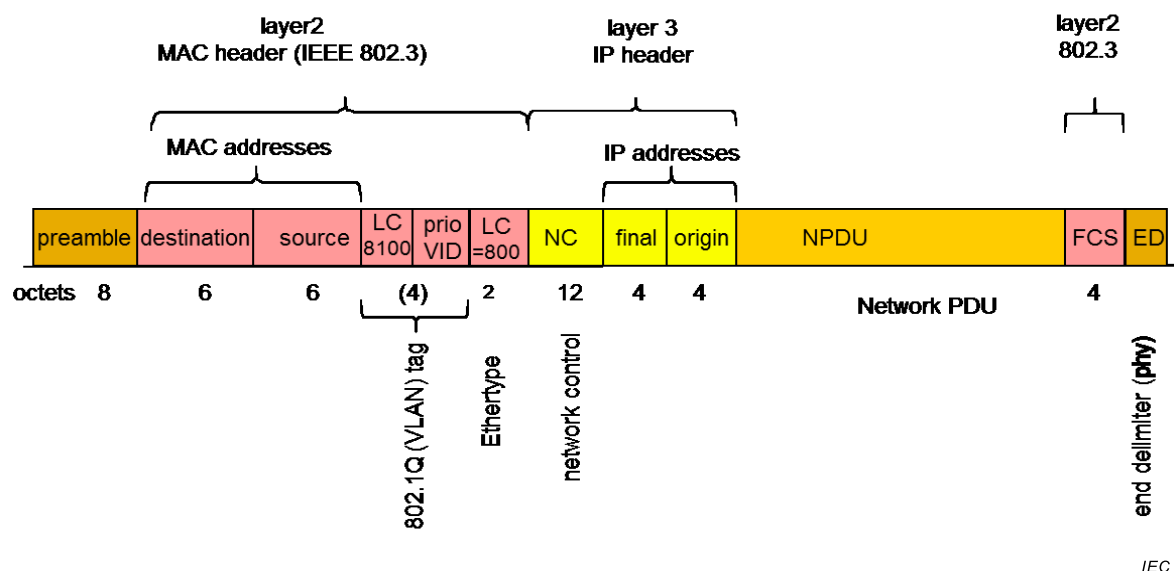 layer2
MAC header (IEEE 802.3)
layer 3
IP header
layer2
802.3
MAC addresses
IP addresses
preamble
destination
source
LC
8100
prio
VID
LC
=800
NC
final
origin
NPDU
FCS
ED
octets 8 6 6 (4) 2 12 4 4 Network PDU 4
802.1Q (VLAN) tag
Ethertype
network control
end delimiter (phy)
IEC